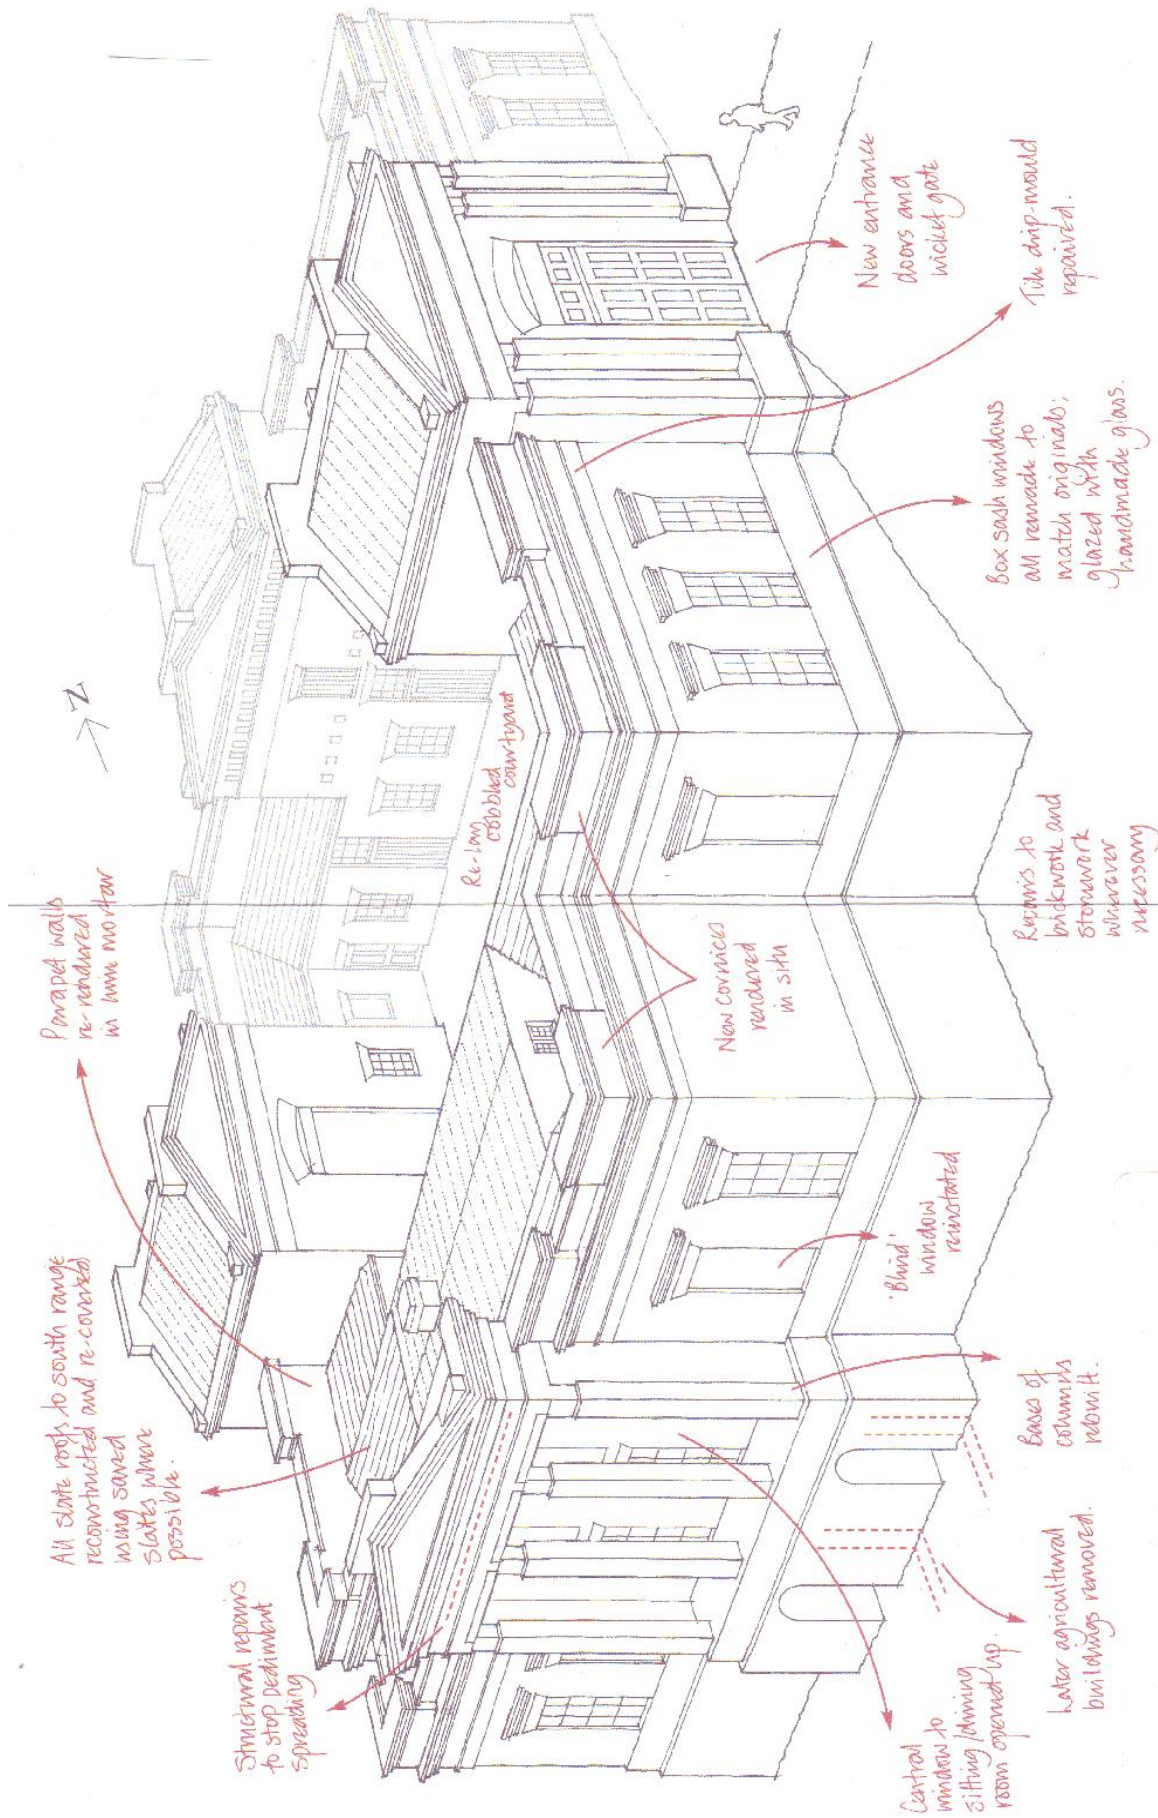 All slate roofs to south range
reconstructed and re-covered
using saved
slates where
possible.
Parapet walls
re-rendered
in lime mortar
N
Structural repairs
to stop pediment
spreading
Re-lay
cobbled
courtyard
New cornices
rendered
in situ
New entrance
doors and
wicket gate
Tile drip-mould
repaired.
Box sash windows
all remade to
match originals;
glazed with
handmade glass.
Repairs to
brickwork and
stonework
wherever
necessary
'Blind'
window
reinstated
Bases of
columns
rebuilt.
Later agricultural
buildings removed.
Central
window to
sitting/dining
room opened up.